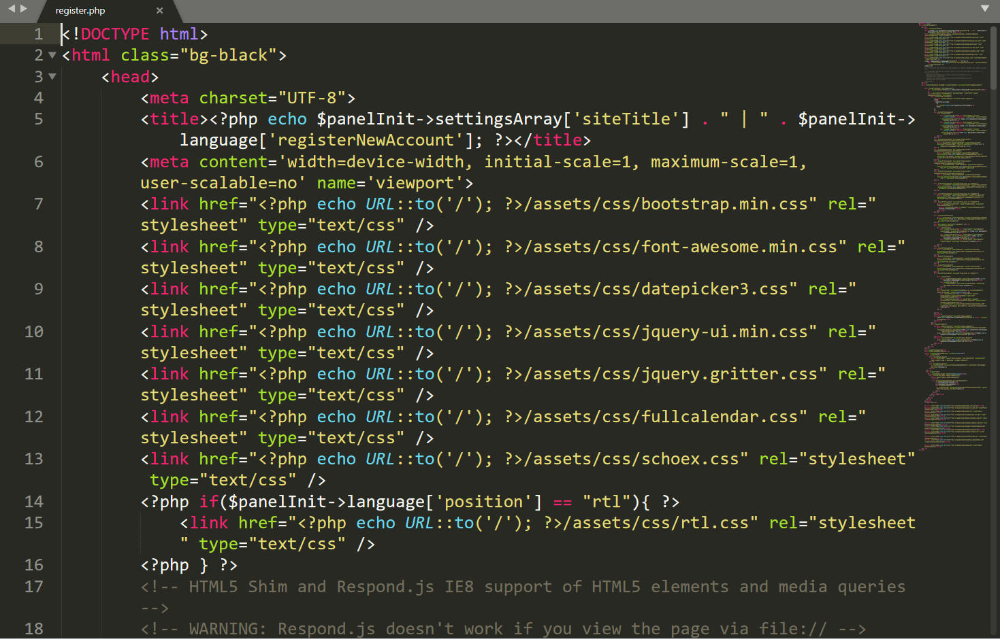 register.php ×
1 <!DOCTYPE html>
2 <html class="bg-black">
3 <head>
4 <meta charset="UTF-8">
5 <title><?php echo $panelInit->settingsArray['siteTitle'] . " | " . $panelInit->
language['registerNewAccount']; ?></title>
6 <meta content='width=device-width, initial-scale=1, maximum-scale=1,
user-scalable=no' name='viewport'>
7 <link href="<?php echo URL::to('/'); ?>/assets/css/bootstrap.min.css" rel="
stylesheet" type="text/css" />
8 <link href="<?php echo URL::to('/'); ?>/assets/css/font-awesome.min.css" rel="
stylesheet" type="text/css" />
9 <link href="<?php echo URL::to('/'); ?>/assets/css/datepicker3.css" rel="
stylesheet" type="text/css" />
10 <link href="<?php echo URL::to('/'); ?>/assets/css/jquery-ui.min.css" rel="
stylesheet" type="text/css" />
11 <link href="<?php echo URL::to('/'); ?>/assets/css/jquery.gritter.css" rel="
stylesheet" type="text/css" />
12 <link href="<?php echo URL::to('/'); ?>/assets/css/fullcalendar.css" rel="
stylesheet" type="text/css" />
13 <link href="<?php echo URL::to('/'); ?>/assets/css/schoex.css" rel="stylesheet"
type="text/css" />
14 <?php if($panelInit->language['position'] == "rtl"){ ?>
15 <link href="<?php echo URL::to('/'); ?>/assets/css/rtl.css" rel="stylesheet
" type="text/css" />
16 <?php } ?>
17 <!-- HTML5 Shim and Respond.js IE8 support of HTML5 elements and media queries
-->
18 <!-- WARNING: Respond.js doesn't work if you view the page via file:// -->